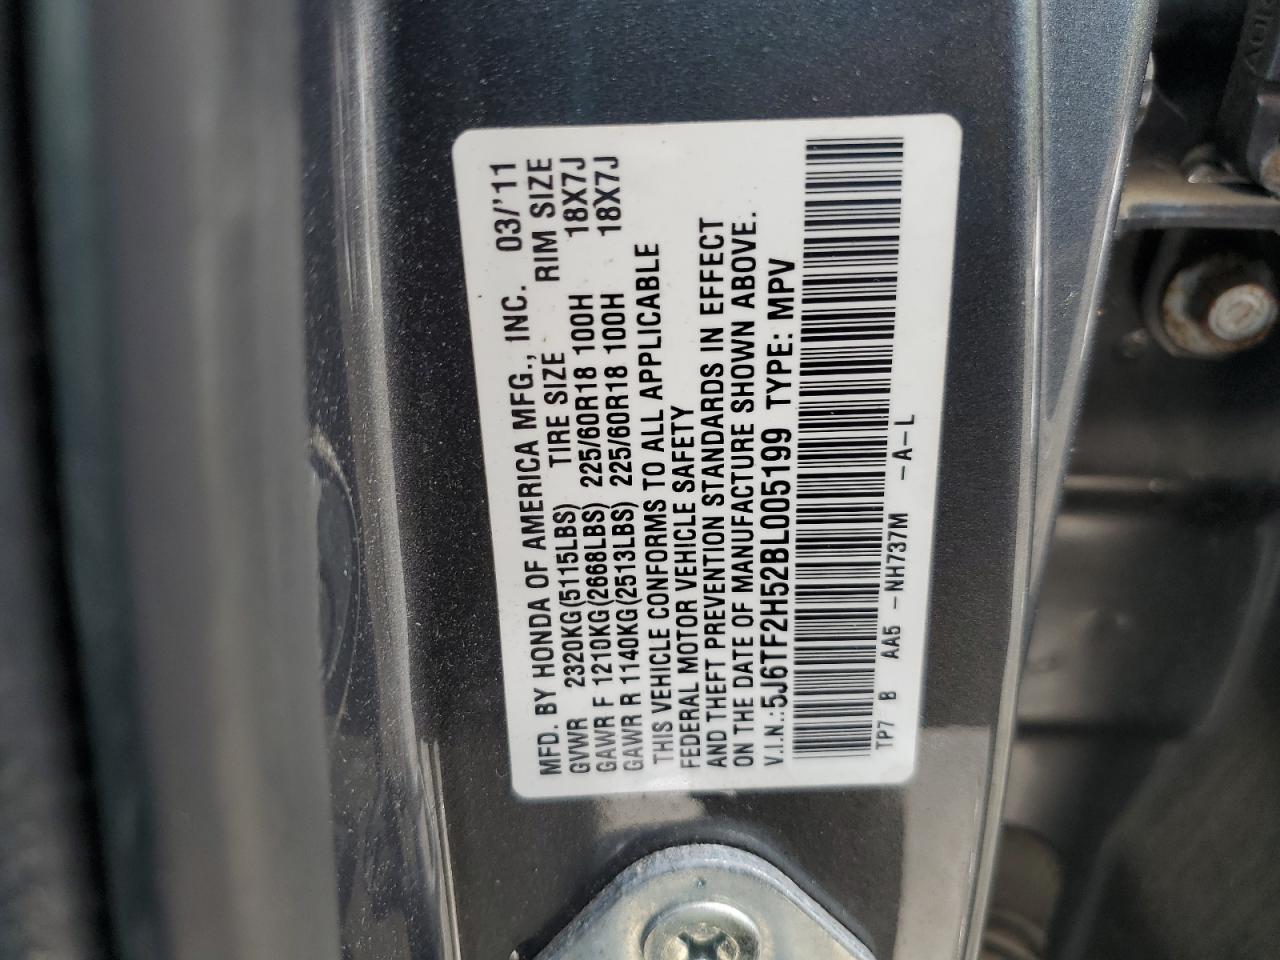 MFD. BY HONDA OF AMERICA MFG., INC. 03/'11
GVWR 2320KG(5115LBS) TIRE SIZE RIM SIZE
GAWR F 1210KG(2668LBS) 225/60R18 100H 18X7J
GAWR R 1140KG(2513LBS) 225/60R18 100H 18X7J
THIS VEHICLE CONFORMS TO ALL APPLICABLE
FEDERAL MOTOR VEHICLE SAFETY
AND THEFT PREVENTION STANDARDS IN EFFECT
ON THE DATE OF MANUFACTURE SHOWN ABOVE.
V.I.N.:5J6TF2H52BL005199 TYPE: MPV
TP7 B AA5 -NH737M -A-L